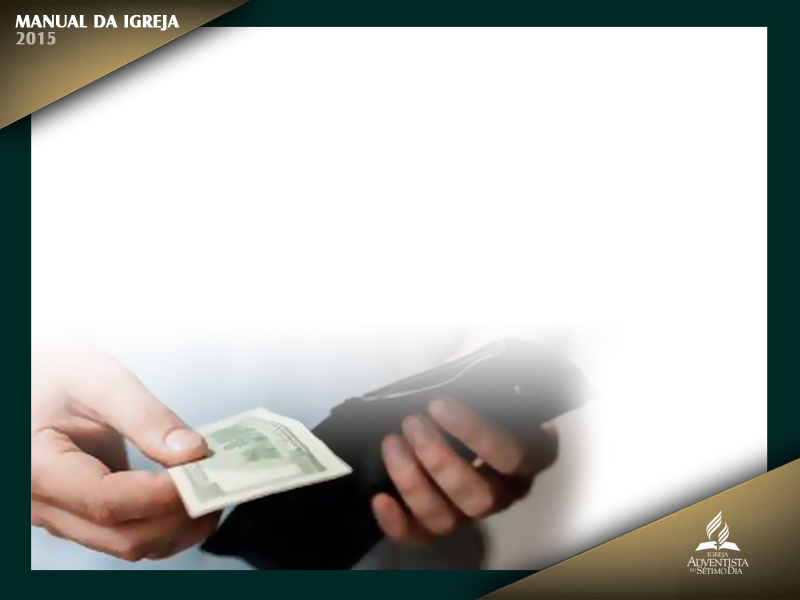 MANUAL DA IGREJA
2015
IGREJA
ADVENTISTA
DO SÉTIMO DIA